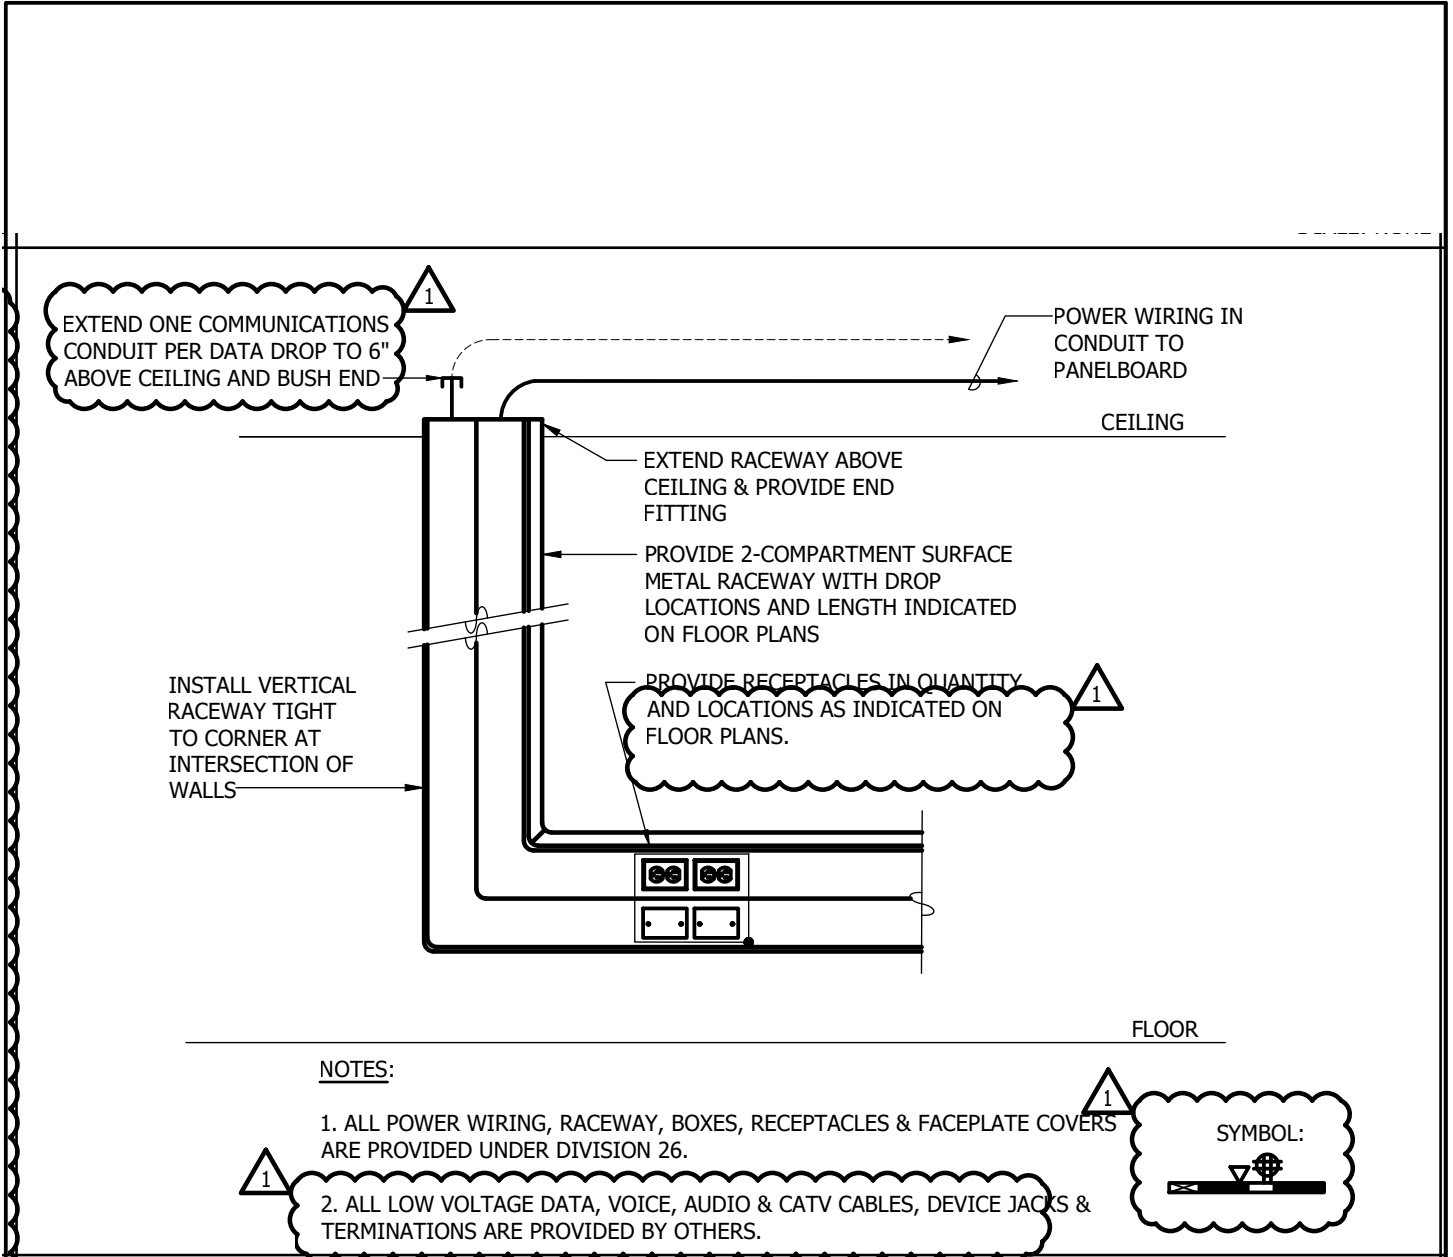 1
EXTEND ONE COMMUNICATIONS
CONDUIT PER DATA DROP TO 6"
ABOVE CEILING AND BUSH END
POWER WIRING IN
CONDUIT TO
PANELBOARD
CEILING
EXTEND RACEWAY ABOVE
CEILING & PROVIDE END
FITTING
PROVIDE 2-COMPARTMENT SURFACE
METAL RACEWAY WITH DROP
LOCATIONS AND LENGTH INDICATED
ON FLOOR PLANS
INSTALL VERTICAL
RACEWAY TIGHT
TO CORNER AT
INTERSECTION OF
WALLS
PROVIDE RECEPTACLES IN QUANTITY
AND LOCATIONS AS INDICATED ON
FLOOR PLANS.
1
FLOOR
NOTES:
1. ALL POWER WIRING, RACEWAY, BOXES, RECEPTACLES & FACEPLATE COVERS
ARE PROVIDED UNDER DIVISION 26.
1
2. ALL LOW VOLTAGE DATA, VOICE, AUDIO & CATV CABLES, DEVICE JACKS &
TERMINATIONS ARE PROVIDED BY OTHERS.
1
SYMBOL: